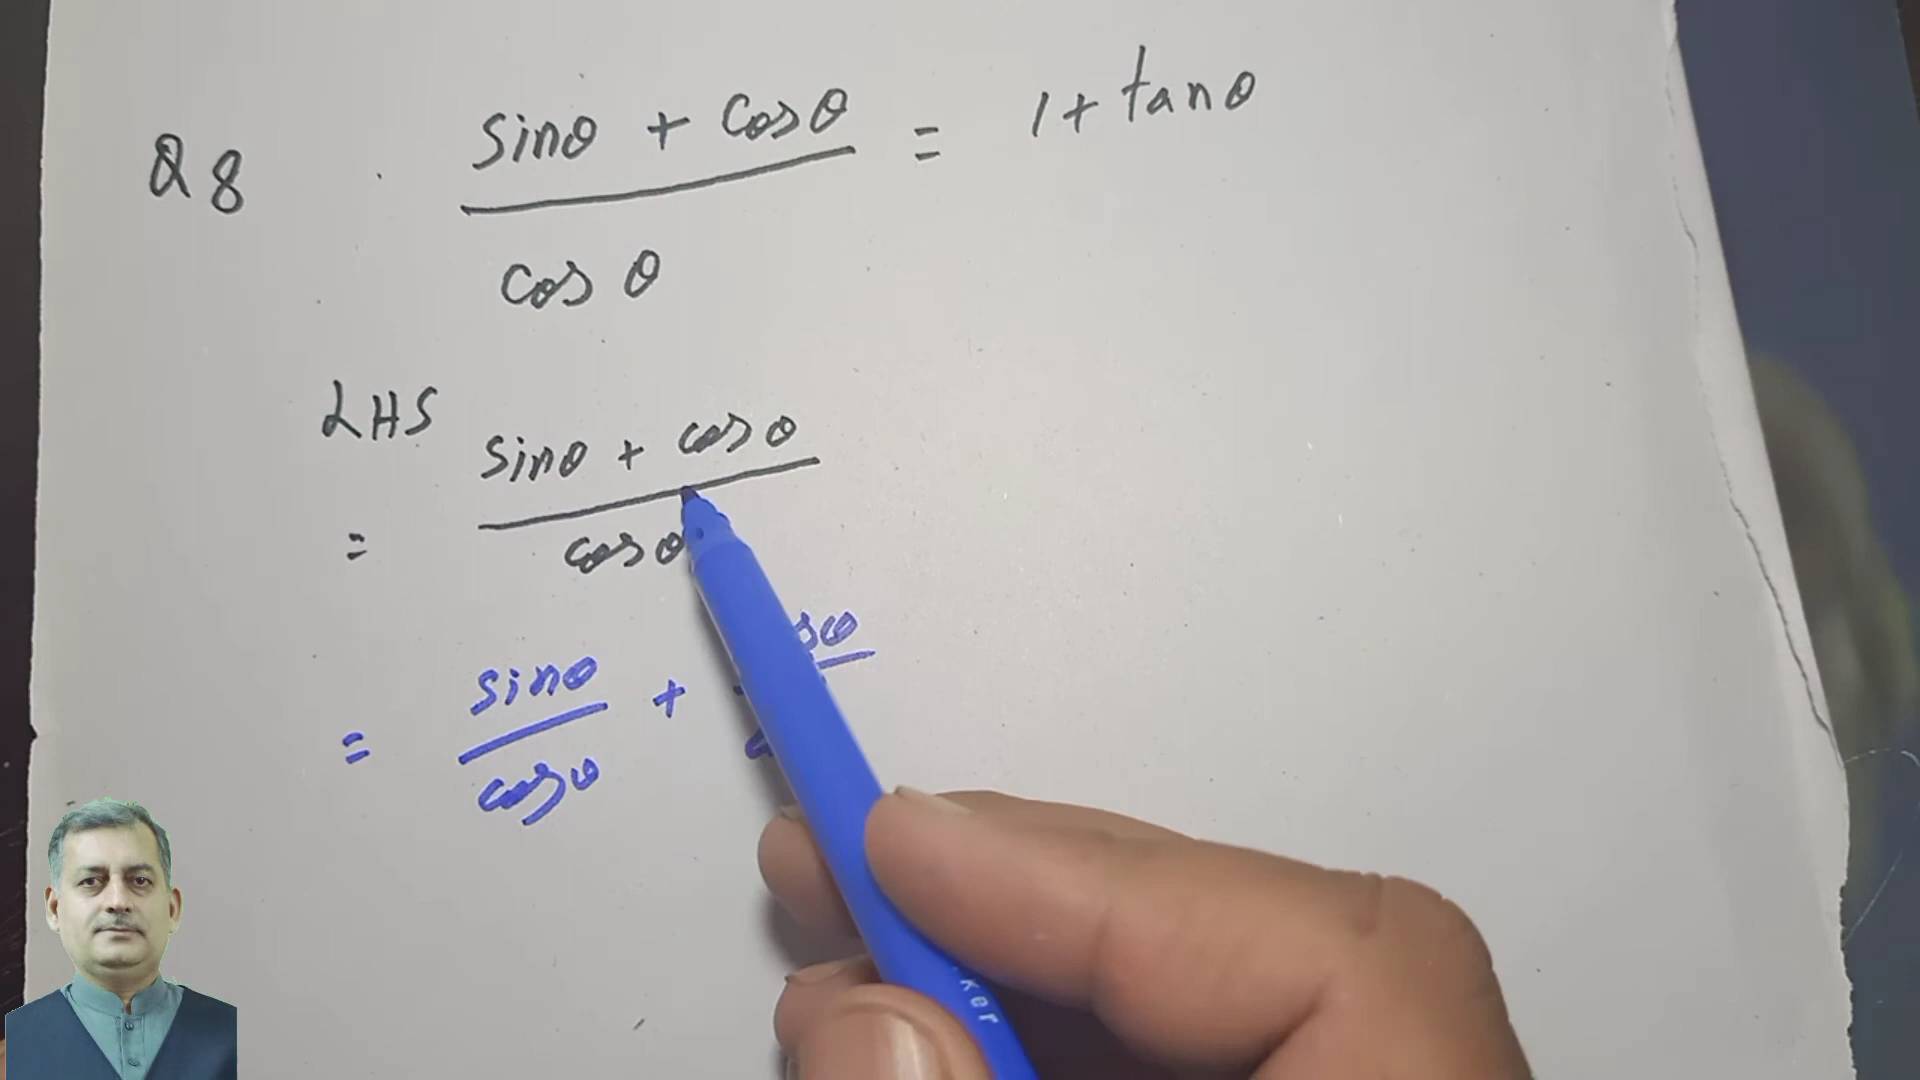 Q8 sinθ + cosθ / cos θ = 1 + tanθ
LHS
= sinθ + cosθ / cosθ
= sinθ / cosθ +